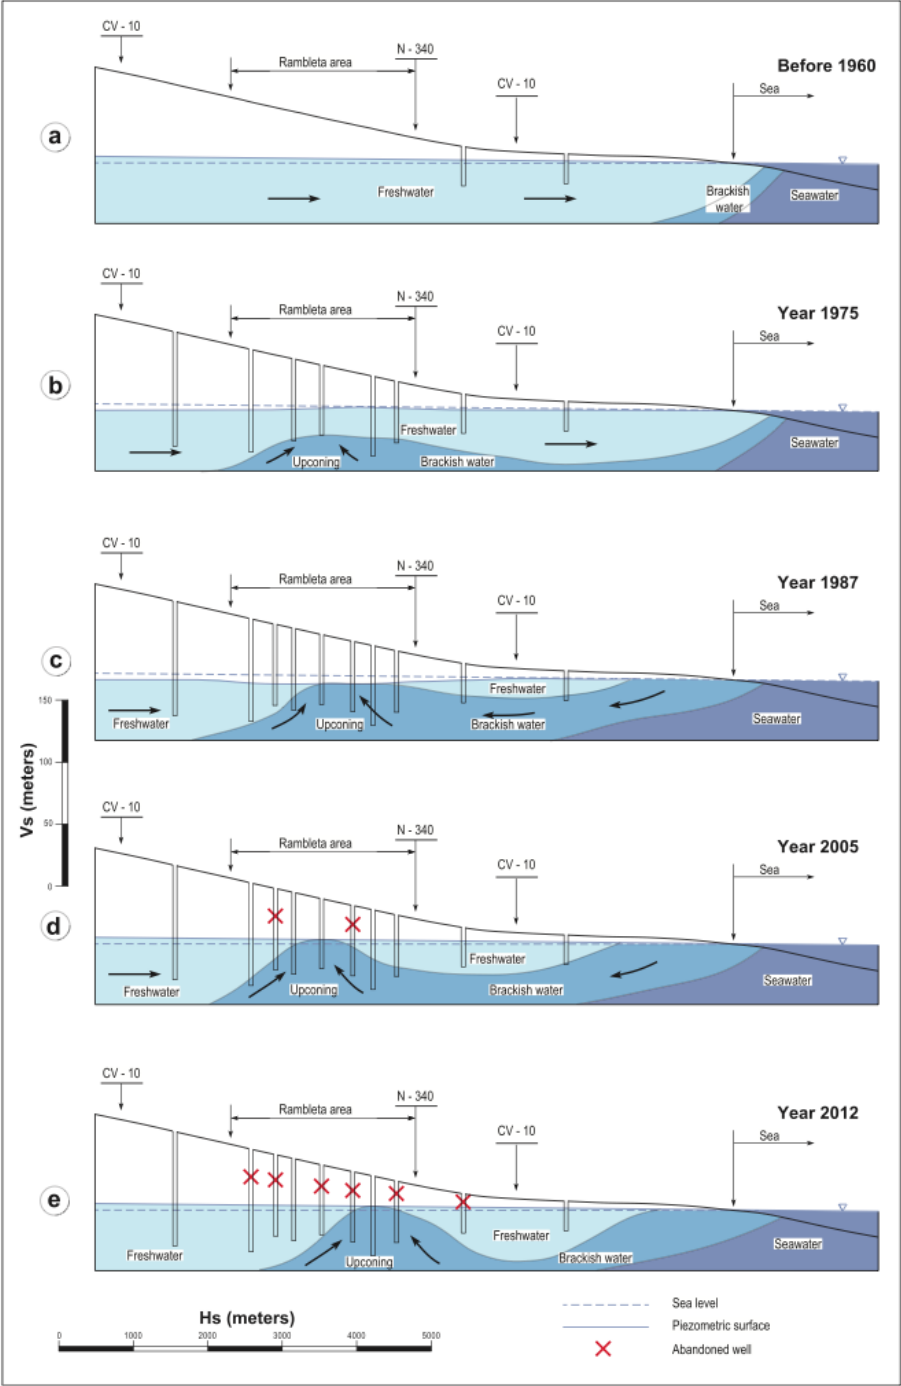 CV - 10
Rambleta area
N - 340
CV - 10
Before 1960
Sea
a
Freshwater
Brackish
water
Seawater
CV - 10
Rambleta area
N - 340
CV - 10
Year 1975
Sea
b
Freshwater
Upconing
Brackish water
Seawater
CV - 10
Rambleta area
N - 340
CV - 10
Year 1987
Sea
c
Freshwater
Freshwater
Upconing
Brackish water
Seawater
150
100
50
0
Vs (meters)
CV - 10
Rambleta area
N - 340
CV - 10
Year 2005
Sea
d
Freshwater
Freshwater
Upconing
Brackish water
Seawater
CV - 10
Rambleta area
N - 340
CV - 10
Year 2012
Sea
e
Freshwater
Freshwater
Upconing
Brackish water
Seawater
Hs (meters)
0 1000 2000 3000 4000 5000
Sea level
Piezometric surface
Abandoned well